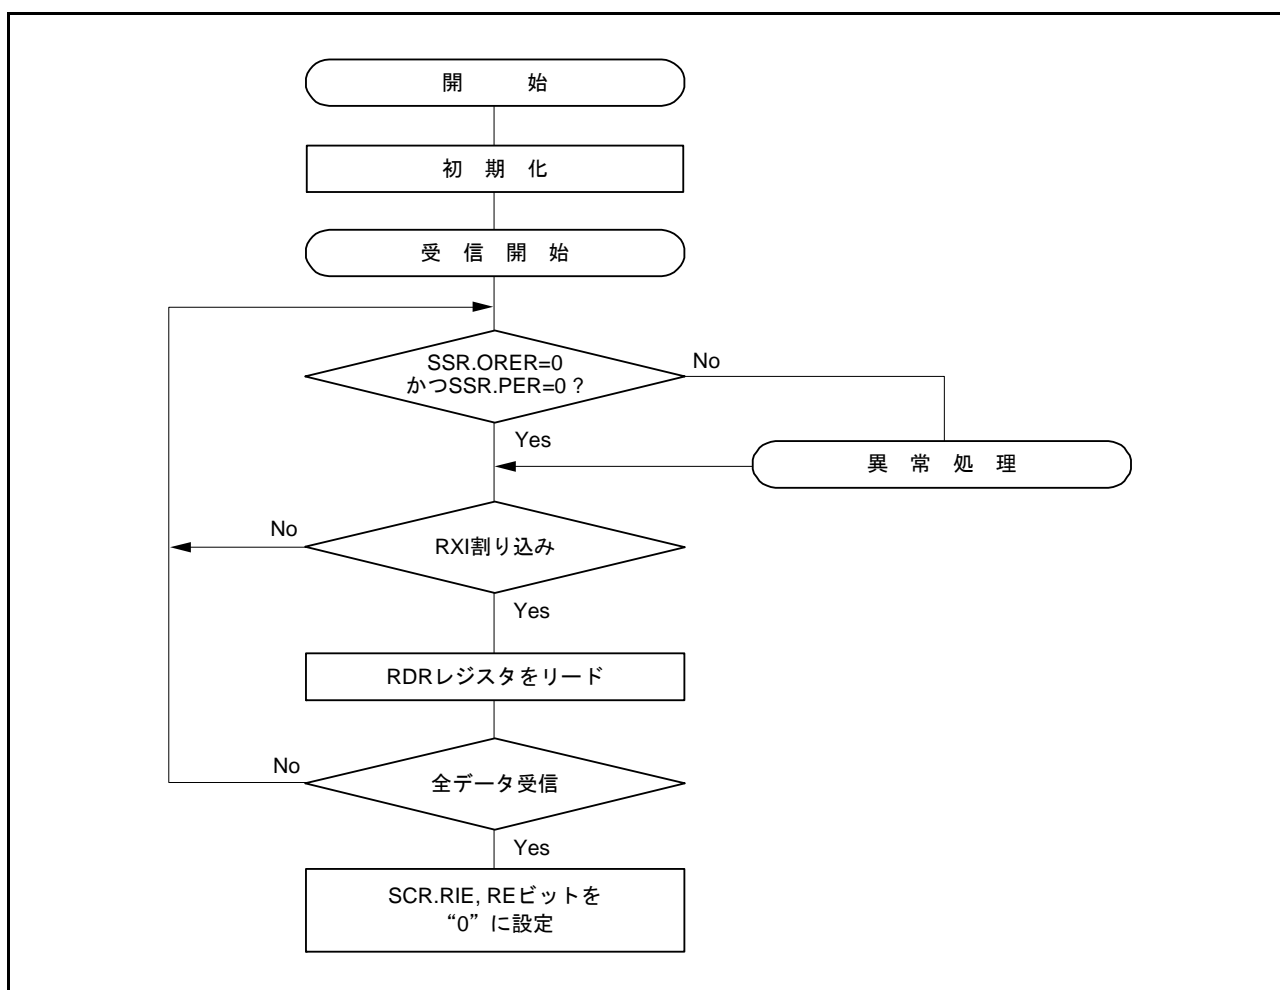 開始
初期化
受信開始
SSR.ORER=0
かつSSR.PER=0 ?
No
Yes
異常処理
No
RXI割り込み
Yes
RDRレジスタをリード
No
全データ受信
Yes
SCR.RIE, REビットを
“0” に設定